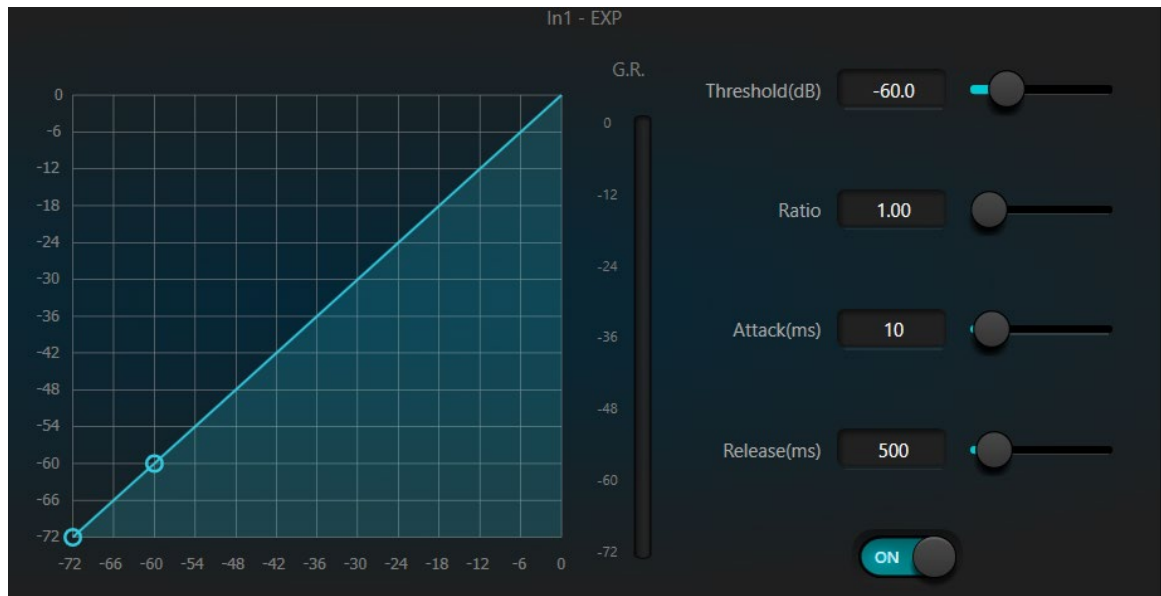 In1 - EXP
G.R.
0
-6
-12
-18
-24
-30
-36
-42
-48
-54
-60
-66
-72
-72 -66 -60 -54 -48 -42 -36 -30 -24 -18 -12 -6 0
0
-12
-24
-36
-48
-60
-72
Threshold(dB) -60.0
Ratio 1.00
Attack(ms) 10
Release(ms) 500
ON